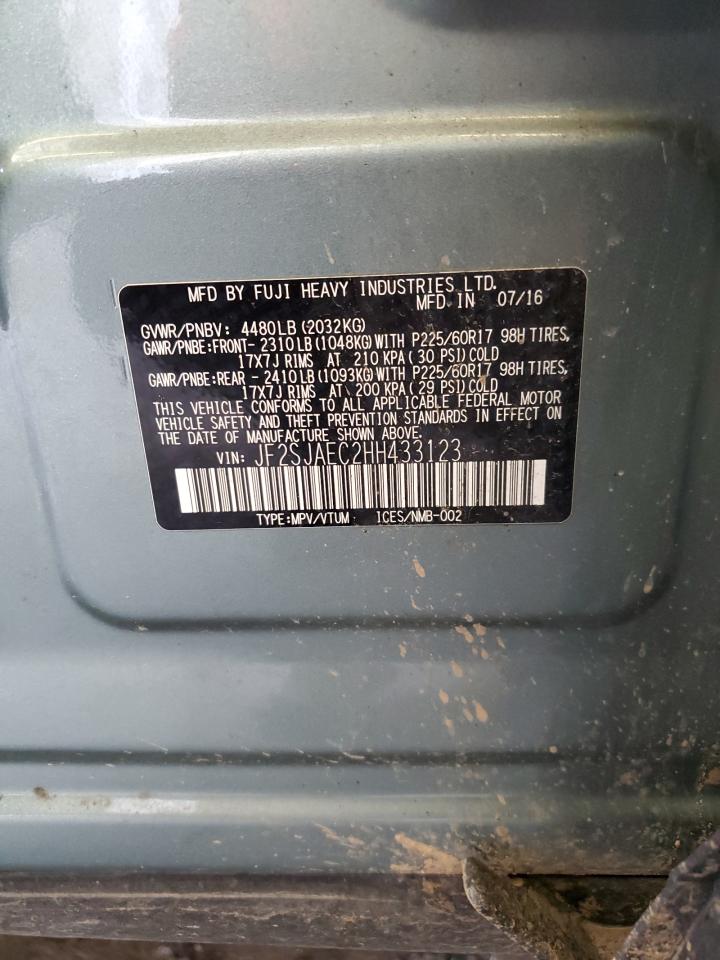 MFD BY FUJI HEAVY INDUSTRIES LTD.
MFD. IN 07/16
GVWR/PNBV: 4480LB(2032KG)
GAWR/PNBE:FRONT- 2310LB(1048KG)WITH P225/60R17 98H TIRES,
17X7J RIMS AT 210 KPA(30 PSI)COLD
GAWR/PNBE:REAR - 2410LB(1093KG)WITH P225/60R17 98H TIRES,
17X7J RIMS AT 200 KPA(29 PSI)COLD
THIS VEHICLE CONFORMS TO ALL APPLICABLE FEDERAL MOTOR
VEHICLE SAFETY AND THEFT PREVENTION STANDARDS IN EFFECT ON
THE DATE OF MANUFACTURE SHOWN ABOVE.
VIN: JF2SJAEC2HH433123
TYPE:MPV/VTUM ICES/NMB-002